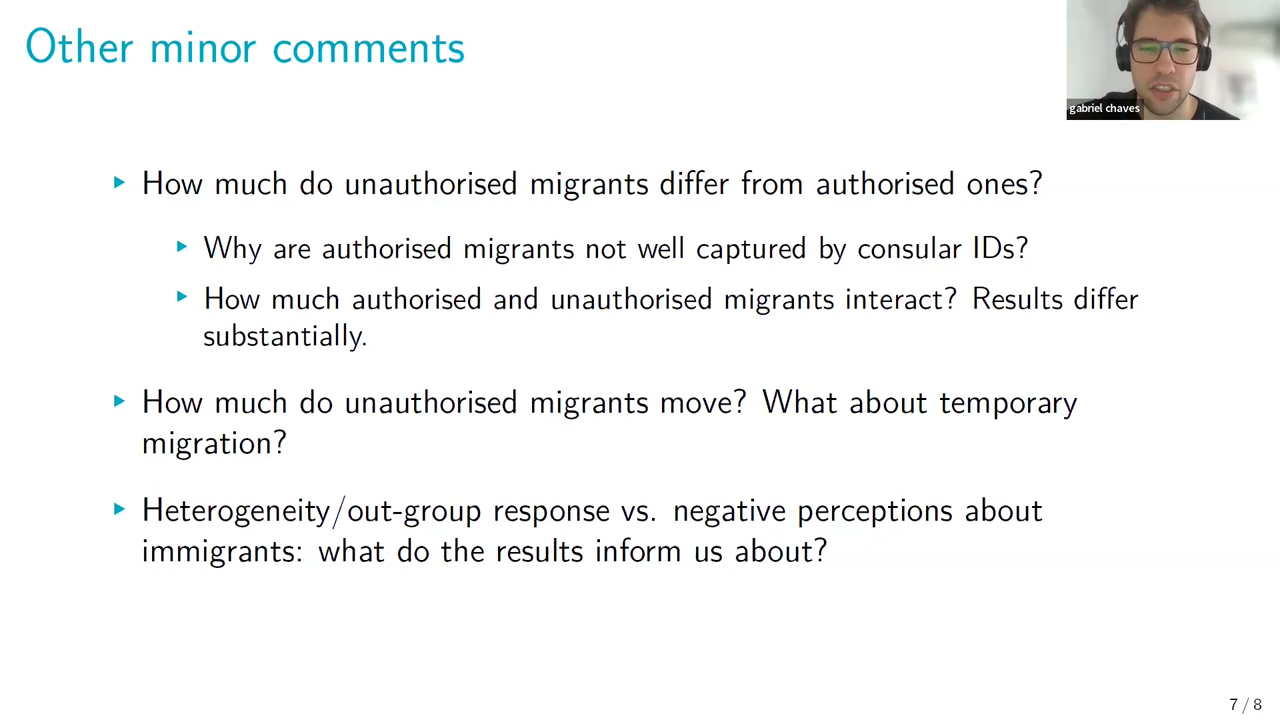 Other minor comments
gabriel chaves
How much do unauthorised migrants differ from authorised ones?
Why are authorised migrants not well captured by consular IDs?
How much authorised and unauthorised migrants interact? Results differ
substantially.
How much do unauthorised migrants move? What about temporary
migration?
Heterogeneity/out-group response vs. negative perceptions about
immigrants: what do the results inform us about?
7 / 8